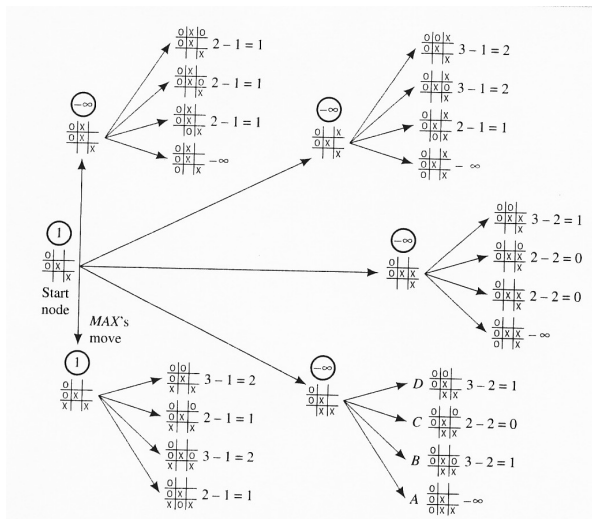 2 – 1 = 1
2 – 1 = 1
2 – 1 = 1
– ∞
–∞
3 – 1 = 2
3 – 1 = 2
2 – 1 = 1
– ∞
–∞
1
Start
node
MAX's
move
–∞
3 – 2 = 1
2 – 2 = 0
2 – 2 = 0
– ∞
1
3 – 1 = 2
2 – 1 = 1
3 – 1 = 2
2 – 1 = 1
–∞
D 3 – 2 = 1
C 2 – 2 = 0
B 3 – 2 = 1
A – ∞